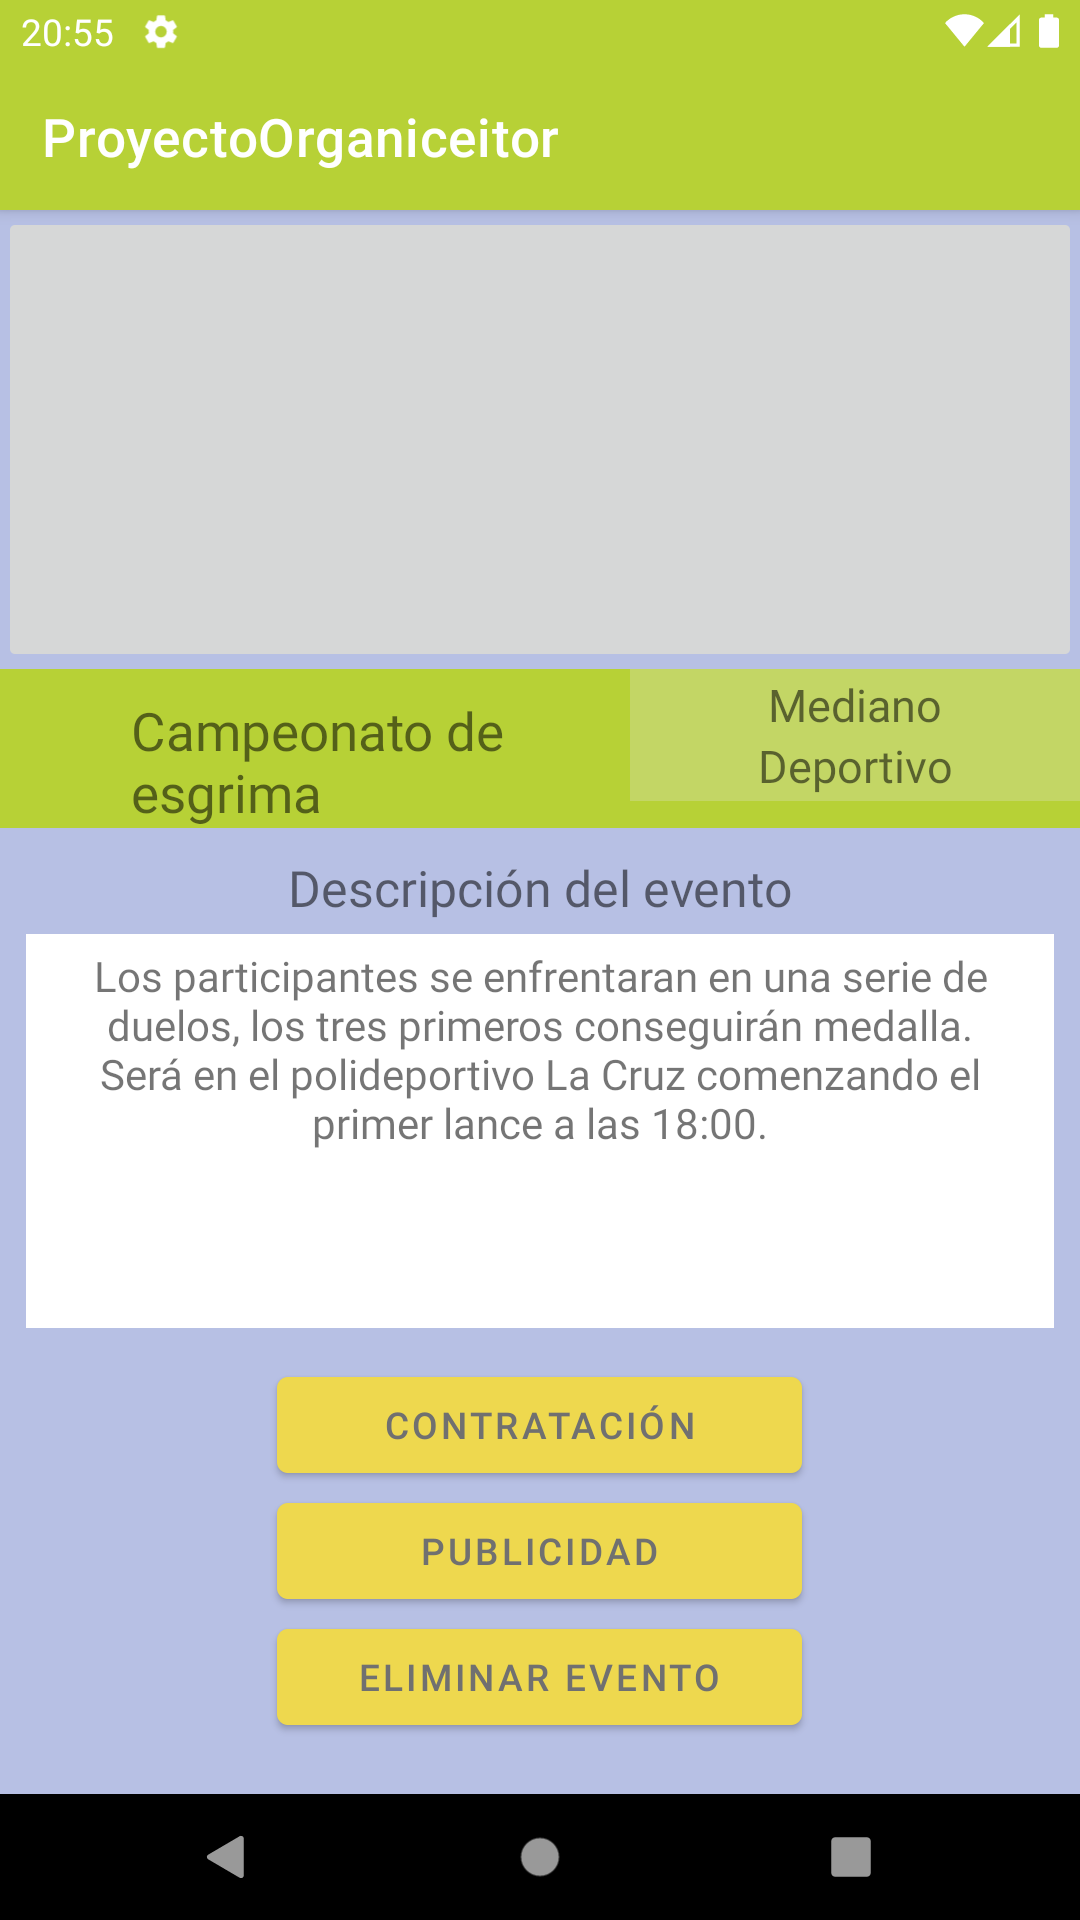 20:55
ProyectoOrganiceitor
Campeonato de
esgrima
Mediano
Deportivo
Descripción del evento
Los participantes se enfrentaran en una serie de
duelos, los tres primeros conseguirán medalla.
Será en el polideportivo La Cruz comenzando el
primer lance a las 18:00.
CONTRATACIÓN
PUBLICIDAD
ELIMINAR EVENTO